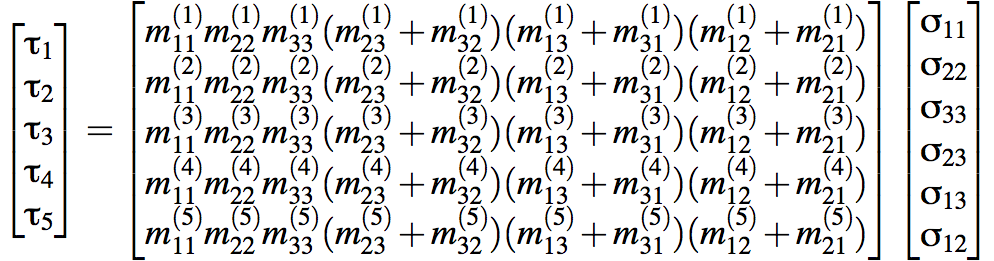 [τ₁ τ₂ τ₃ τ₄ τ₅] =
m₁₁⁽¹⁾m₂₂⁽¹⁾m₃₃⁽¹⁾(m₂₃⁽¹⁾ + m₃₂⁽¹⁾)(m₁₃⁽¹⁾ + m₃₁⁽¹⁾)(m₁₂⁽¹⁾ + m₂₁⁽¹⁾)
m₁₁⁽²⁾m₂₂⁽²⁾m₃₃⁽²⁾(m₂₃⁽²⁾ + m₃₂⁽²⁾)(m₁₃⁽²⁾ + m₃₁⁽²⁾)(m₁₂⁽²⁾ + m₂₁⁽²⁾)
m₁₁⁽³⁾m₂₂⁽³⁾m₃₃⁽³⁾(m₂₃⁽³⁾ + m₃₂⁽³⁾)(m₁₃⁽³⁾ + m₃₁⁽³⁾)(m₁₂⁽³⁾ + m₂₁⁽³⁾)
m₁₁⁽⁴⁾m₂₂⁽⁴⁾m₃₃⁽⁴⁾(m₂₃⁽⁴⁾ + m₃₂⁽⁴⁾)(m₁₃⁽⁴⁾ + m₃₁⁽⁴⁾)(m₁₂⁽⁴⁾ + m₂₁⁽⁴⁾)
m₁₁⁽⁵⁾m₂₂⁽⁵⁾m₃₃⁽⁵⁾(m₂₃⁽⁵⁾ + m₃₂⁽⁵⁾)(m₁₃⁽⁵⁾ + m₃₁⁽⁵⁾)(m₁₂⁽⁵⁾ + m₂₁⁽⁵⁾)
[σ₁₁ σ₂₂ σ₃₃ σ₂₃ σ₁₃ σ₁₂]